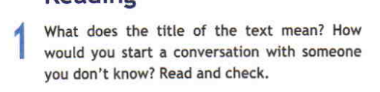 Reading
1 What does the title of the text mean? How
would you start a conversation with someone
you don't know? Read and check.